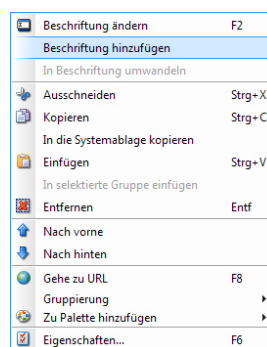 Beschriftung ändern F2
Beschriftung hinzufügen
In Beschriftung umwandeln
Ausschneiden Strg+X
Kopieren Strg+C
In die Systemablage kopieren
Einfügen Strg+V
In selektierte Gruppe einfügen
Entfernen Entf
Nach vorne
Nach hinten
Gehe zu URL F8
Gruppierung
Zu Palette hinzufügen
Eigenschaften... F6